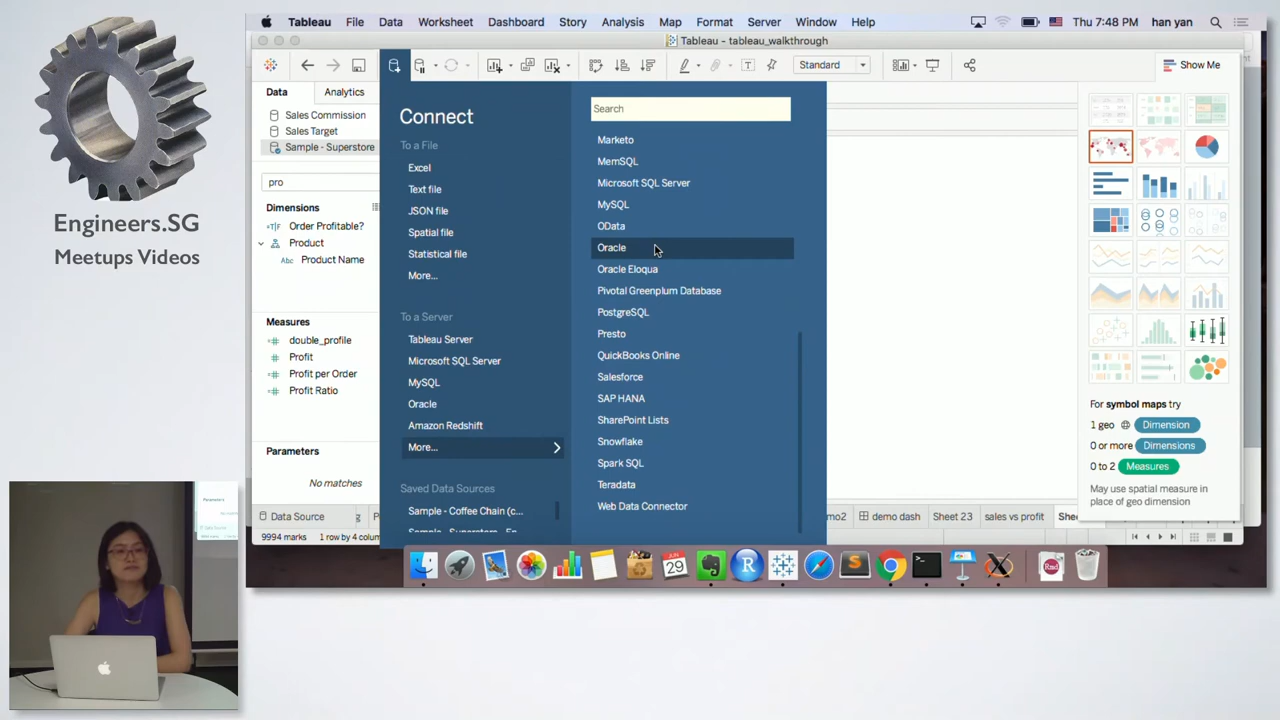 Tableau File Data Worksheet Dashboard Story Analysis Map Format Server Window Help Thu 7:48 PM han yan
Tableau - tableau_walkthrough
Standard
Show Me
Data Analytics
Sales Commission
Sales Target
Sample - Superstore
pro
Dimensions
Order Profitable?
Product
Abc Product Name
Measures
double_profile
Profit
Profit per Order
Profit Ratio
Parameters
No matches
Connect
To a File
Excel
Text file
JSON file
Spatial file
Statistical file
More...
To a Server
Tableau Server
Microsoft SQL Server
MySQL
Oracle
Amazon Redshift
More...
Saved Data Sources
Sample - Coffee Chain (c...
Search
Marketo
MemSQL
Microsoft SQL Server
MySQL
OData
Oracle
Oracle Eloqua
Pivotal Greenplum Database
PostgreSQL
Presto
QuickBooks Online
Salesforce
SAP HANA
SharePoint Lists
Snowflake
Spark SQL
Teradata
Web Data Connector
For symbol maps try
1 geo Dimension
0 or more Dimensions
0 to 2 Measures
May use spatial measure in
place of geo dimension
Data Source
demo dash Sheet 23 sales vs profit
9994 marks 1 row by 4 colum
JUN
29
Engineers.SG
Meetups Videos